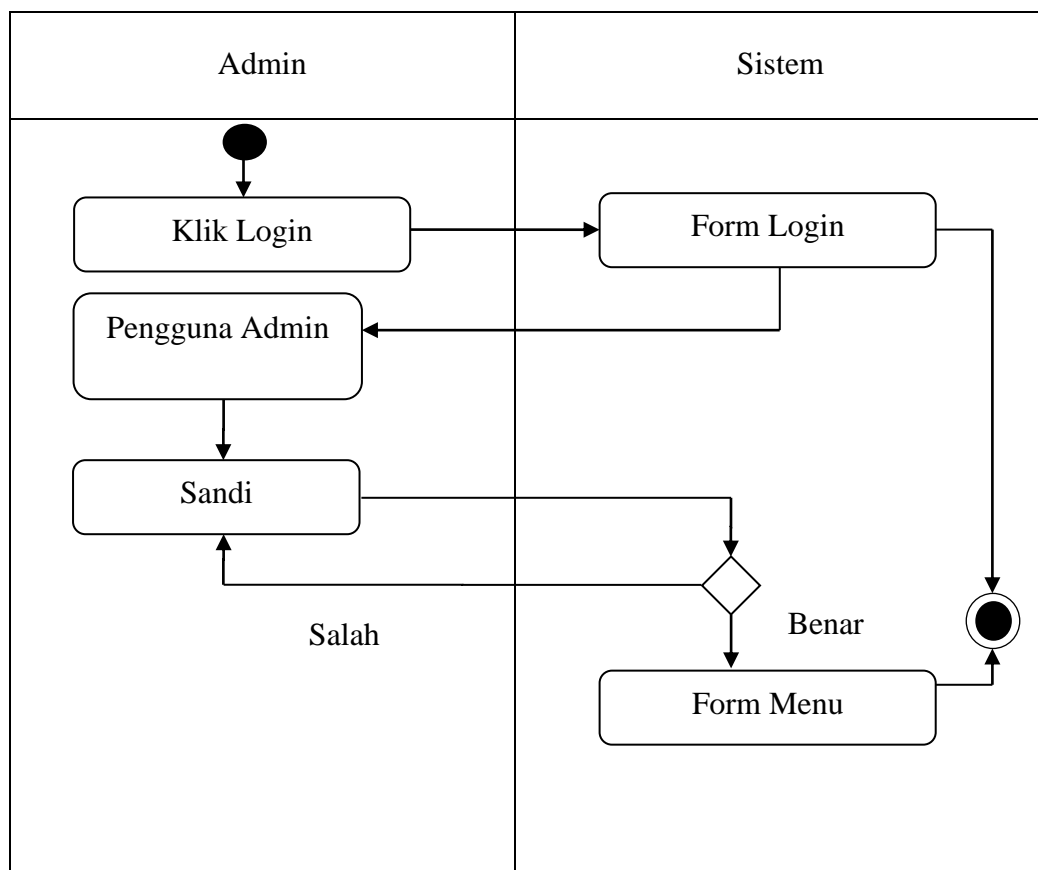 Admin
Sistem
Klik Login
Form Login
Pengguna Admin
Sandi
Salah
Benar
Form Menu